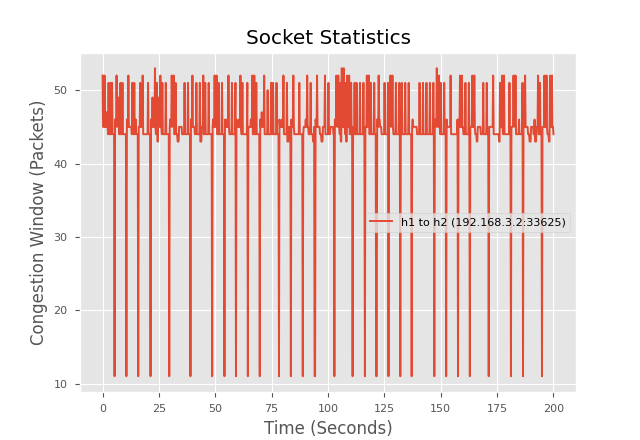 Socket Statistics
Congestion Window (Packets)
50
40
30
20
10
h1 to h2 (192.168.3.2:33625)
0 25 50 75 100 125 150 175 200
Time (Seconds)